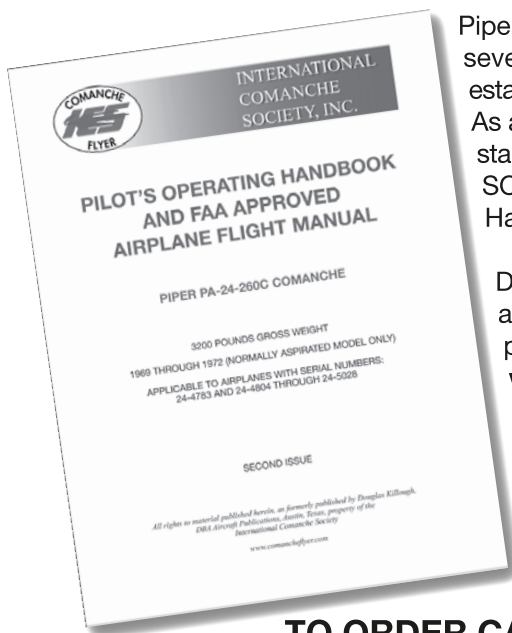 COMANCHE
ICS
FLYER
INTERNATIONAL
COMANCHE
SOCIETY, INC.
PILOT'S OPERATING HANDBOOK
AND FAA APPROVED
AIRPLANE FLIGHT MANUAL
PIPER PA-24-260C COMANCHE
3200 POUNDS GROSS WEIGHT
1969 THROUGH 1972 (NORMALLY ASPIRATED MODEL ONLY)
APPLICABLE TO AIRPLANES WITH SERIAL NUMBERS:
24-4783 AND 24-4804 THROUGH 24-5028
SECOND ISSUE
All rights to material published herein, as formerly published by Douglas Killough,
DBA Aircraft Publications, Austin, Texas, property of the
International Comanche Society
www.comancheflyer.com
Pipe
seve
esta
As a
sta
SC
Ha
D
a
p
TO ORDER CA